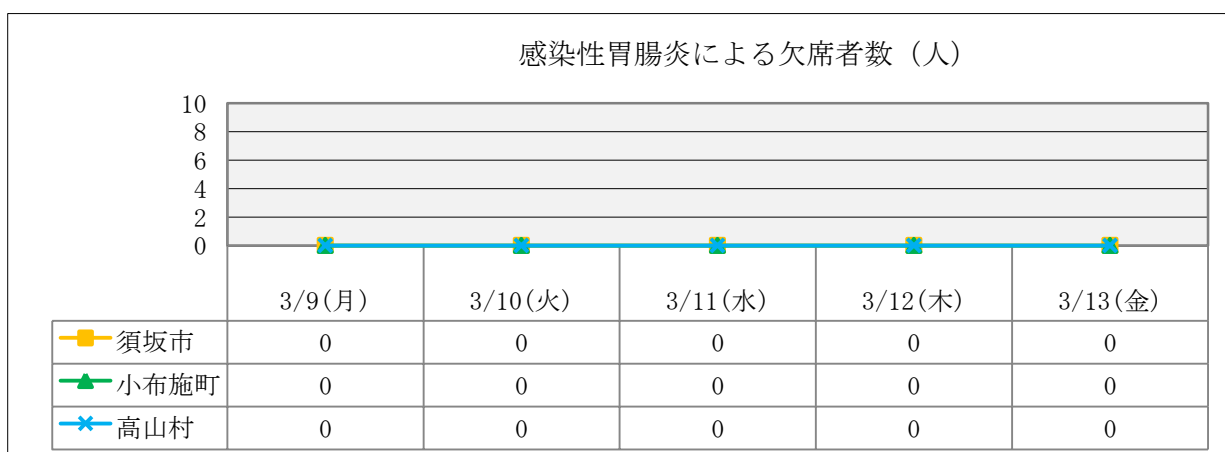 感染性胃腸炎による欠席者数（人）
10
8
6
4
2
0
3/9(月) 3/10(火) 3/11(水) 3/12(木) 3/13(金)
須坂市 0 0 0 0 0
小布施町 0 0 0 0 0
高山村 0 0 0 0 0